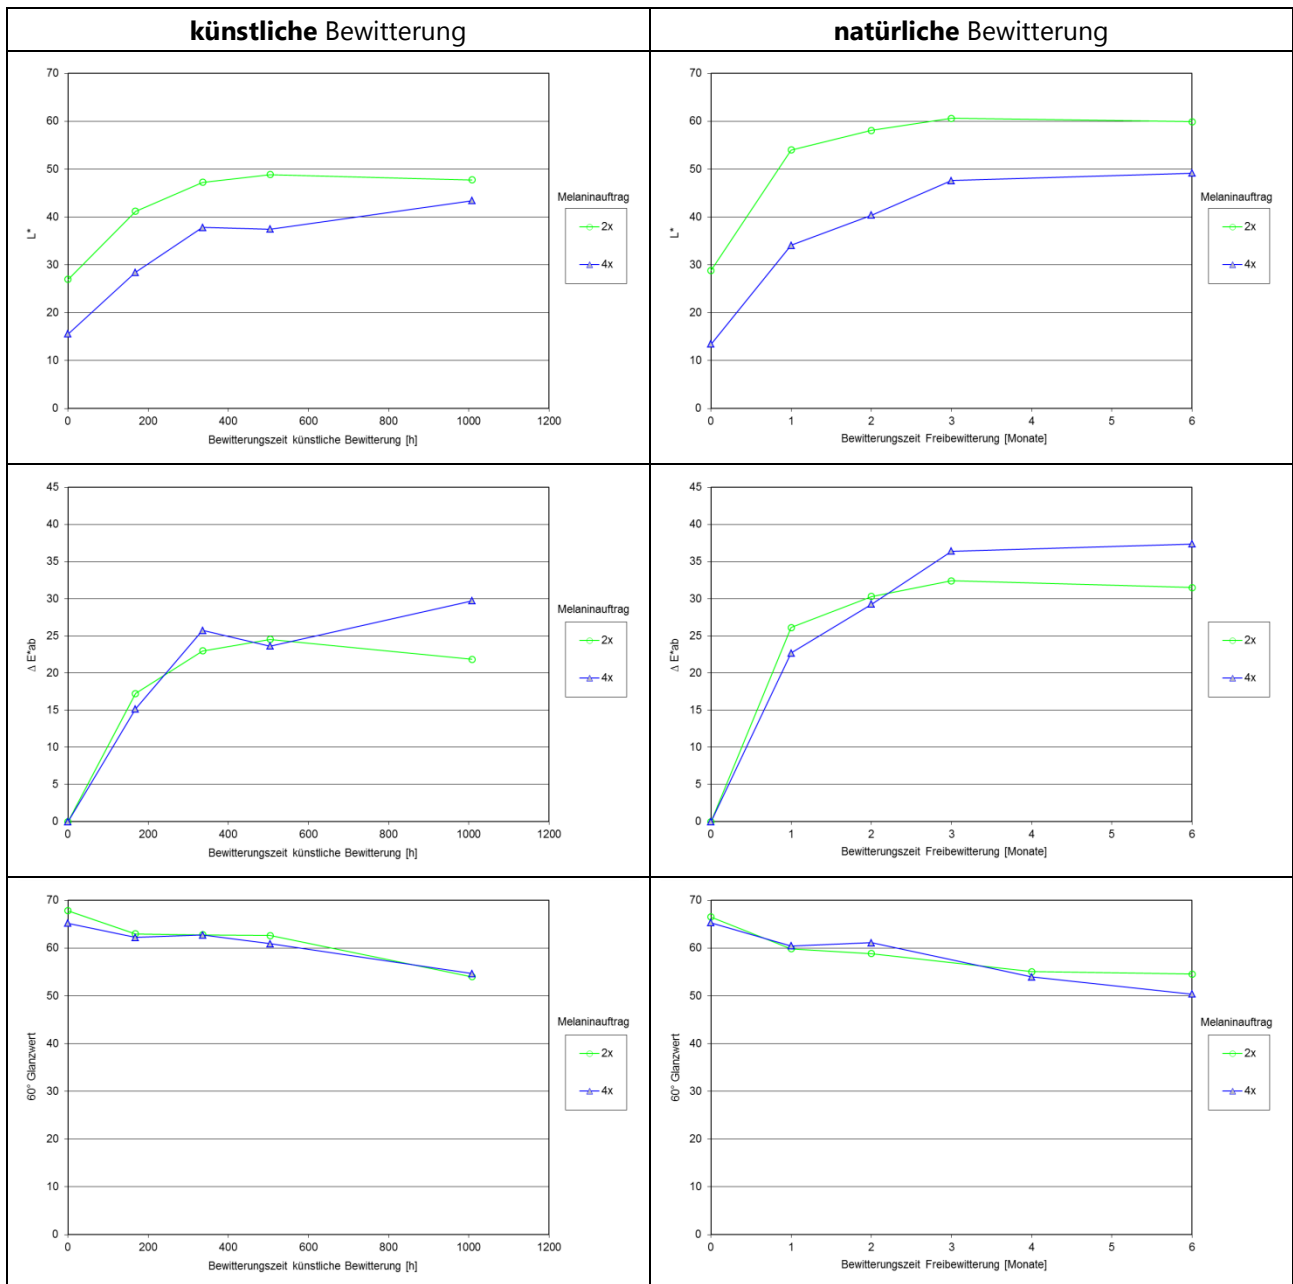 künstliche Bewitterung
natürliche Bewitterung
70
60
50
40
30
20
10
0
L*
0 200 400 600 800 1000 1200
Bewitterungszeit künstliche Bewitterung [h]
Melaninauftrag
2x
4x
70
60
50
40
30
20
10
0
L*
0 1 2 3 4 5 6
Bewitterungszeit Freibewitterung [Monate]
Melaninauftrag
2x
4x
45
40
35
30
25
20
15
10
5
0
Δ E*ab
0 200 400 600 800 1000 1200
Bewitterungszeit künstliche Bewitterung [h]
Melaninauftrag
2x
4x
45
40
35
30
25
20
15
10
5
0
Δ E*ab
0 1 2 3 4 5 6
Bewitterungszeit Freibewitterung [Monate]
2x
4x
70
60
50
40
30
20
10
0
60° Glanzwert
0 200 400 600 800 1000 1200
Bewitterungszeit künstliche Bewitterung [h]
Melaninauftrag
2x
4x
70
60
50
40
30
20
10
0
60° Glanzwert
0 1 2 3 4 5 6
Bewitterungszeit Freibewitterung [Monate]
Melaninauftrag
2x
4x